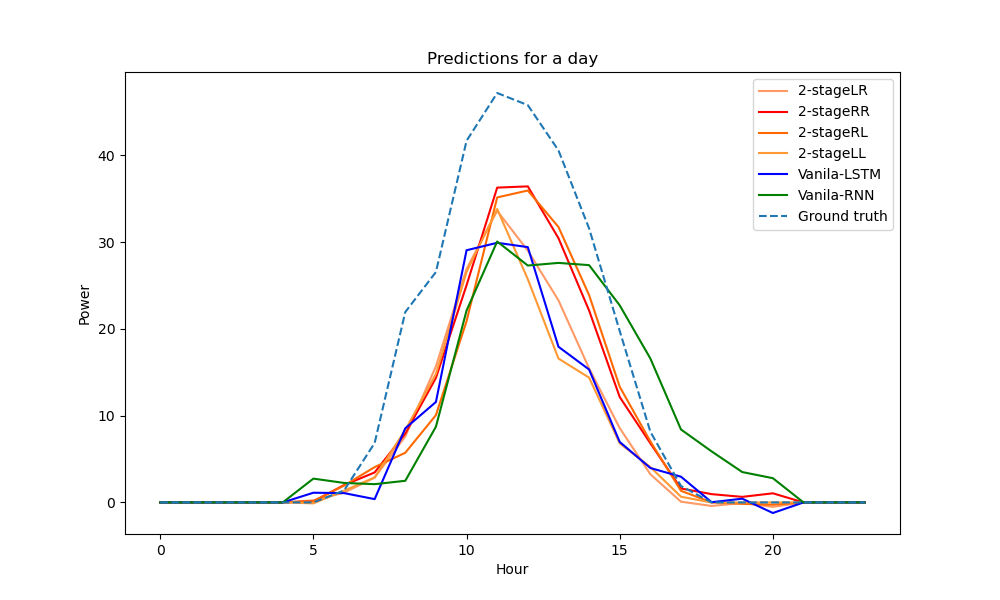 Predictions for a day
2-stageLR
2-stageRR
2-stageRL
2-stageLL
Vanila-LSTM
Vanila-RNN
Ground truth
Power
40
30
20
10
0
0 5 10 15 20
Hour